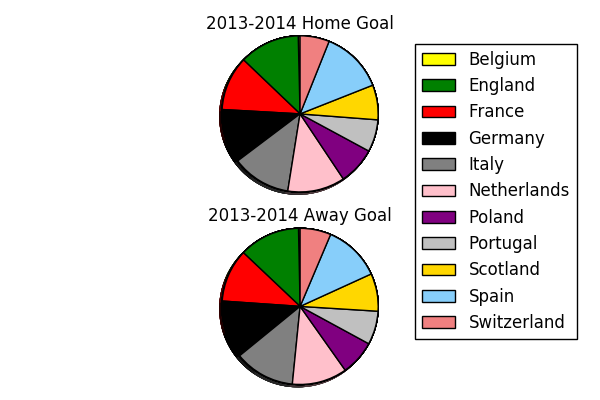 2013-2014 Home Goal
Belgium
England
France
Germany
Italy
Netherlands
Poland
Portugal
Scotland
Spain
Switzerland
2013-2014 Away Goal